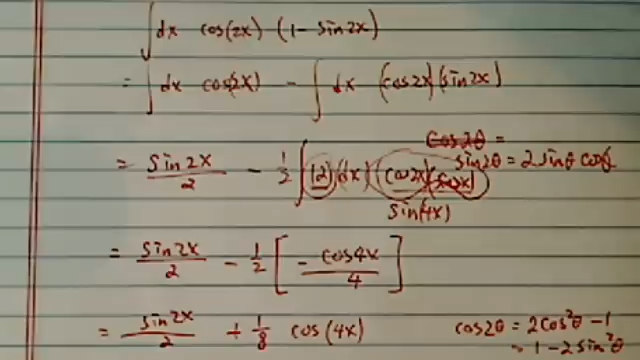 ∫ dx cos(2x) (1 - sin2x)
= ∫ dx cos(2x) - ∫ dx (cos2x)(sin2x)
cos2θ =
= sin2x/2 - 1/2 ∫ (2)(dx) (cos2x)(sin2x) sin2θ = 2 sinθ cosθ
sin(4x)
= sin2x/2 - 1/2 [ - cos4x/4 ]
= sin2x/2 + 1/8 cos(4x) cos2θ = 2cos²θ - 1
= 1 - 2sin²θ